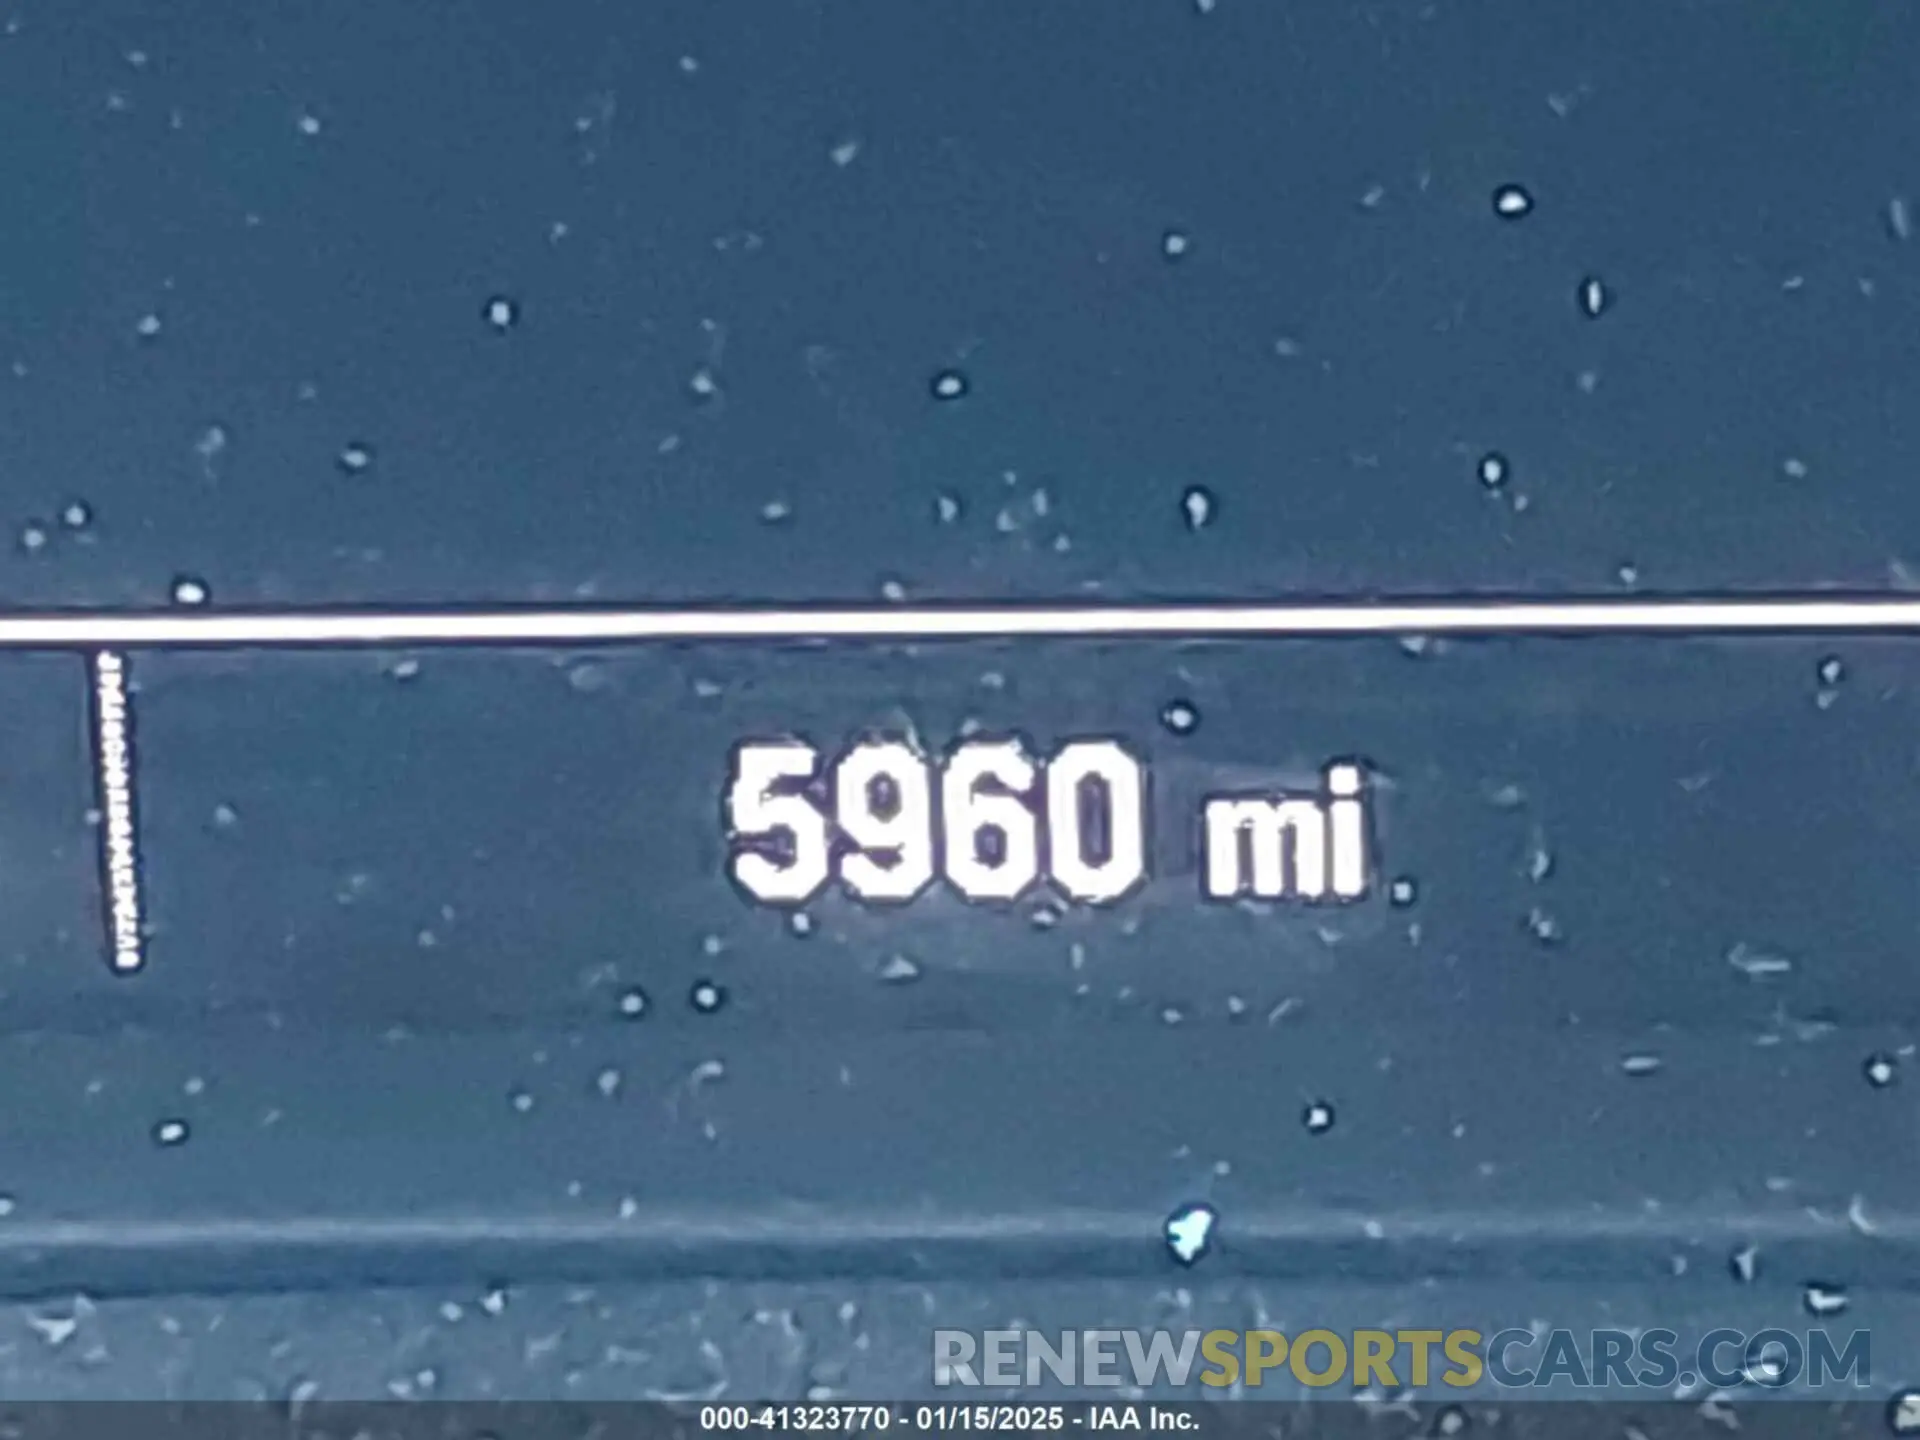 5960 mi
RENEWSPORTSCARS.COM
000-41323770 - 01/15/2025 - IAA Inc.